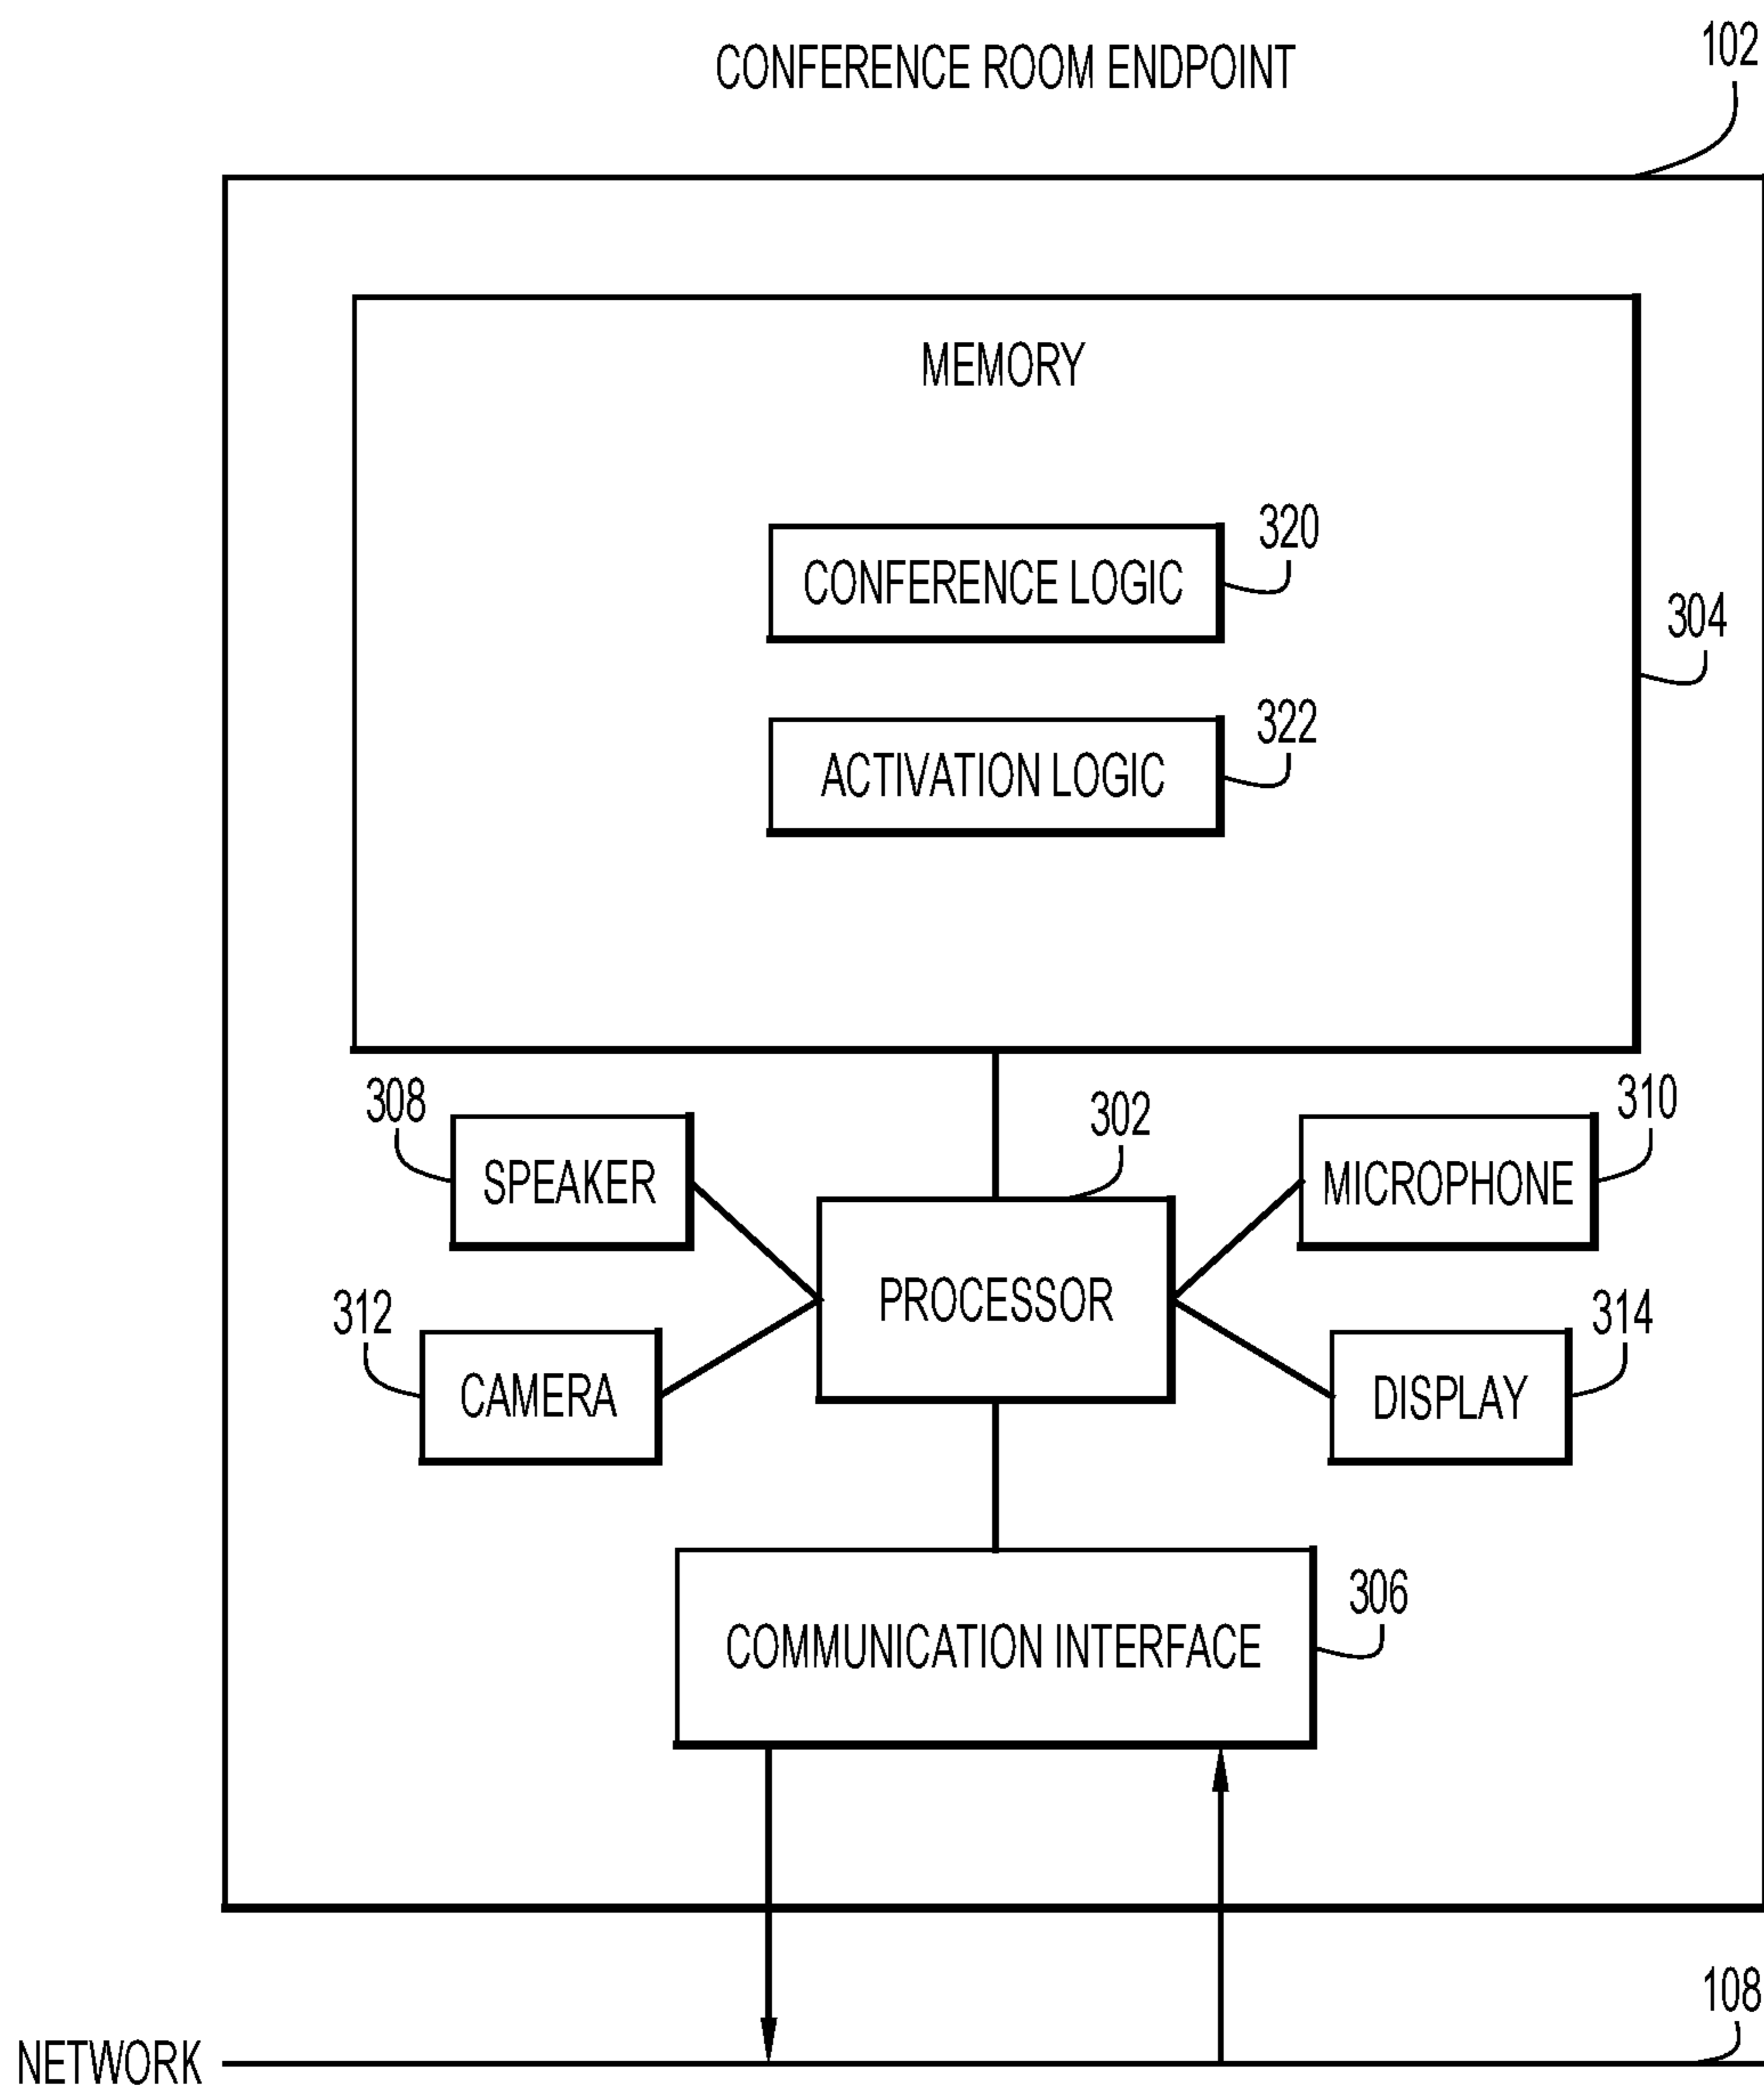 CONFERENCE ROOM ENDPOINT
102
MEMORY
320
CONFERENCE LOGIC
304
322
ACTIVATION LOGIC
308
302
310
SPEAKER
MICROPHONE
PROCESSOR
312
314
CAMERA
DISPLAY
306
COMMUNICATION INTERFACE
108
NETWORK